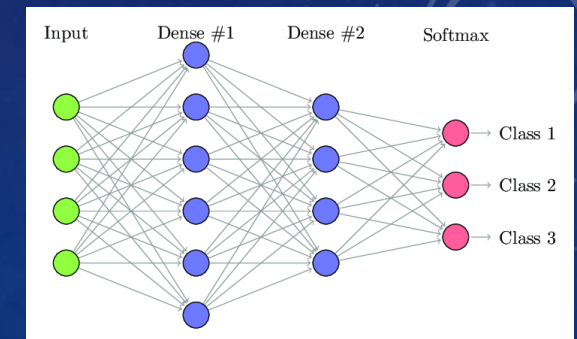 Input Dense #1 Dense #2 Softmax
Class 1
Class 2
Class 3